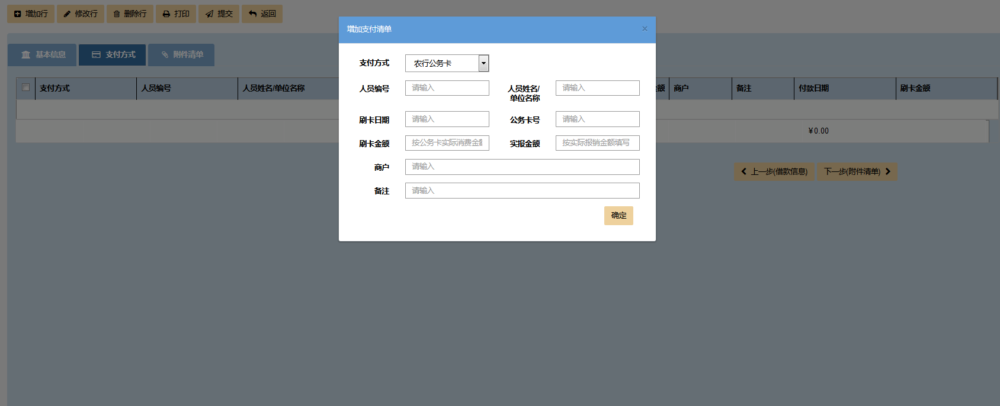 增加行 修改行 删除行 打印 提交 返回
增加支付清单 ×
基本信息 支付方式 附件清单
支付方式 农行公务卡
支付方式 人员编号 人员姓名/单位名称 金额 商户 备注 付款日期 刷卡金额
人员编号 请输入 人员姓名/
单位名称 请输入
刷卡日期 请输入 公务卡号 请输入
¥0.00
刷卡金额 按公务卡实际消费金额 实报金额 按实际报销金额填写
商户 请输入
上一步(借款信息) 下一步(附件清单)
备注 请输入
确定